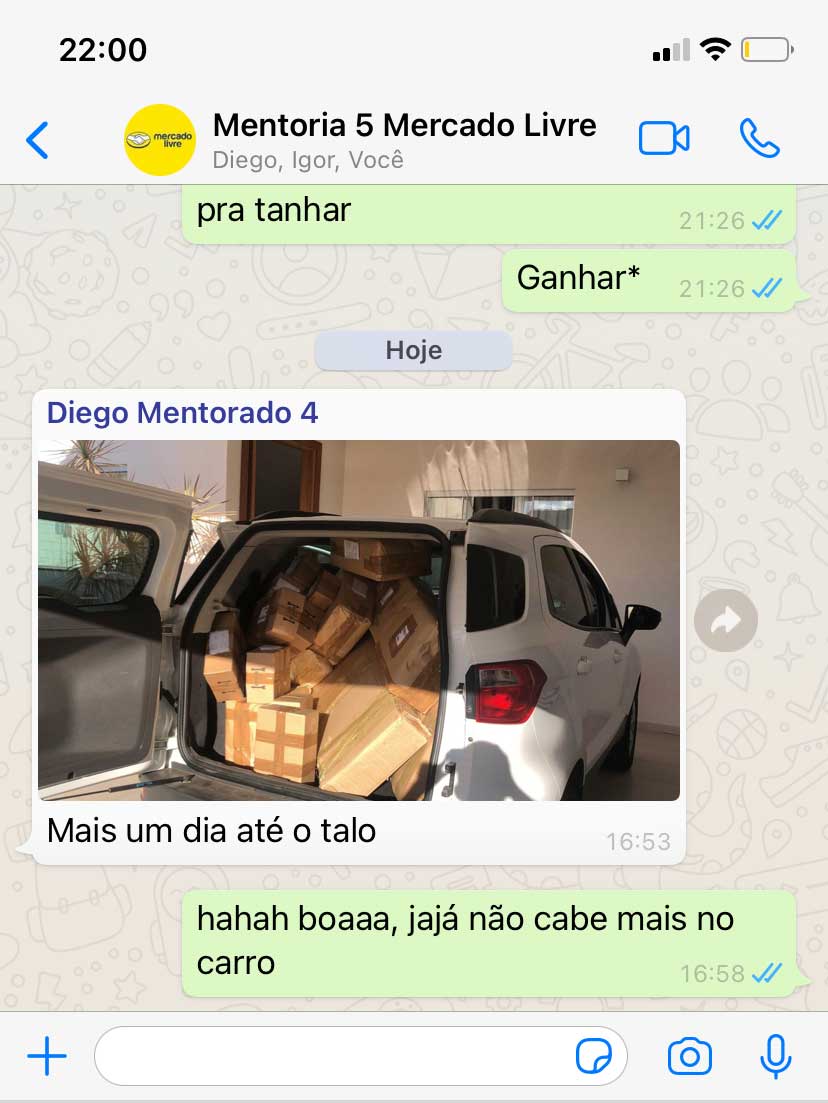 22:00
mercado
livre
Mentoria 5 Mercado Livre
Diego, Igor, Você
pra tanhar
21:26
Ganhar*
21:26
Hoje
Diego Mentorado 4
Mais um dia até o talo
16:53
hahah boaaa, jajá não cabe mais no
carro
16:58